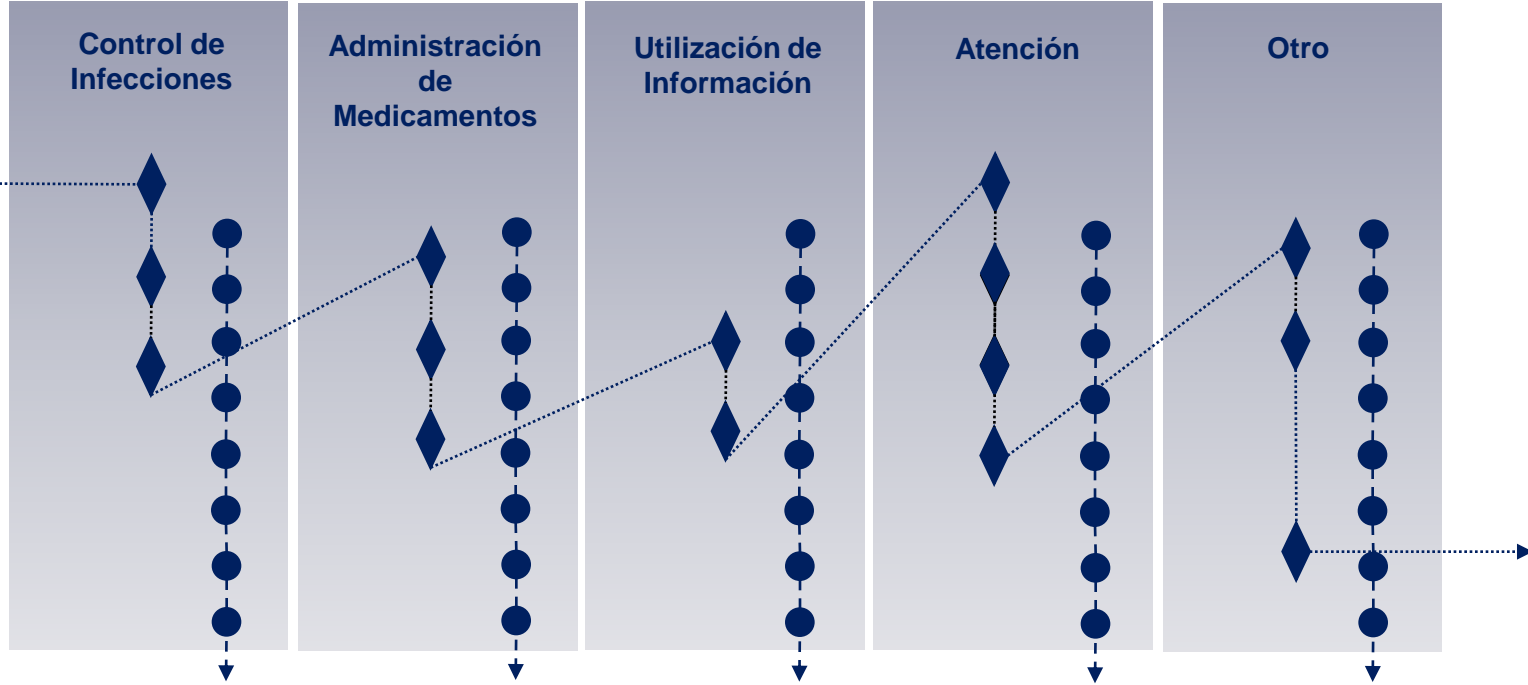 Control de
Infecciones
Administración
de
Medicamentos
Utilización de
Información
Atención
Otro